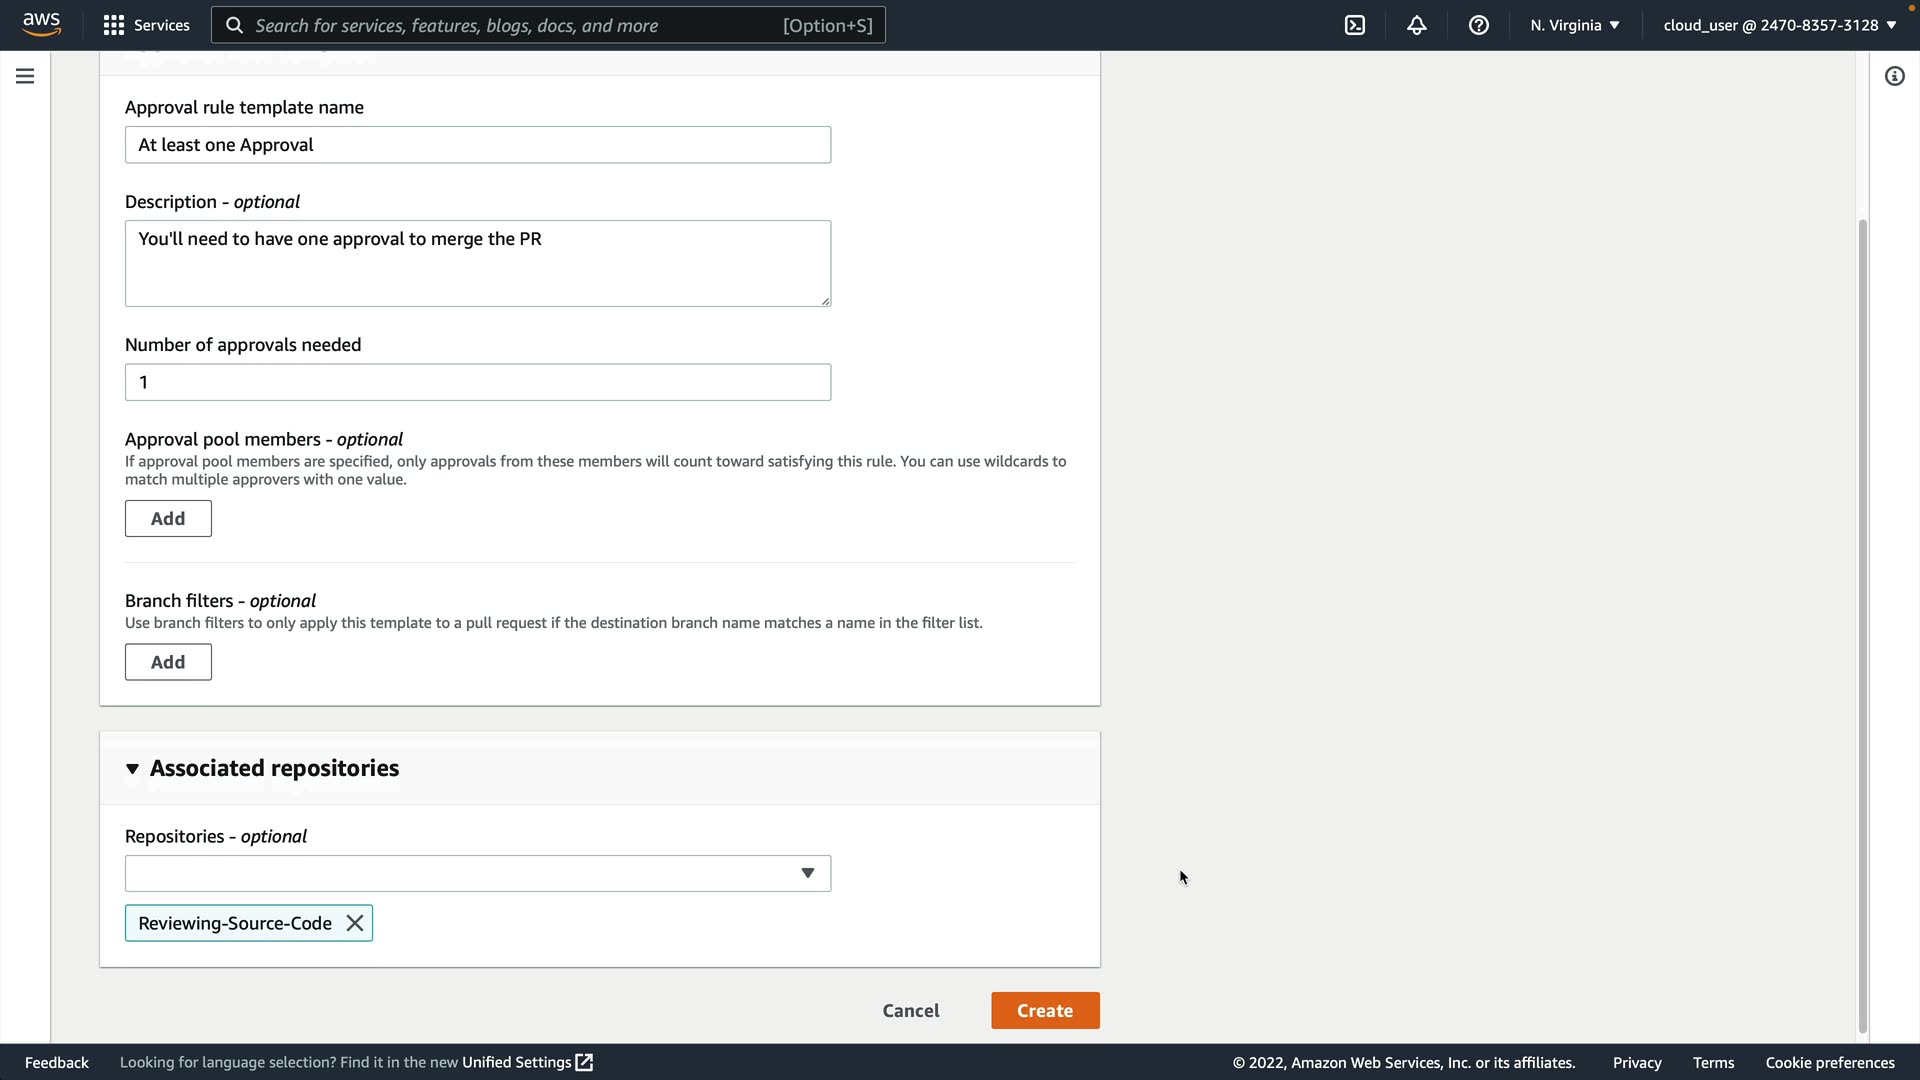 aws
Services
Search for services, features, blogs, docs, and more
[Option+S]
N. Virginia ▼
cloud_user @ 2470-8357-3128 ▼
Approval rule template name
At least one Approval
Description - optional
You'll need to have one approval to merge the PR
Number of approvals needed
1
Approval pool members - optional
If approval pool members are specified, only approvals from these members will count toward satisfying this rule. You can use wildcards to
match multiple approvers with one value.
Add
Branch filters - optional
Use branch filters to only apply this template to a pull request if the destination branch name matches a name in the filter list.
Add
▼ Associated repositories
Repositories - optional
Reviewing-Source-Code
Cancel
Create
Feedback
Looking for language selection? Find it in the new Unified Settings
© 2022, Amazon Web Services, Inc. or its affiliates.
Privacy
Terms
Cookie preferences